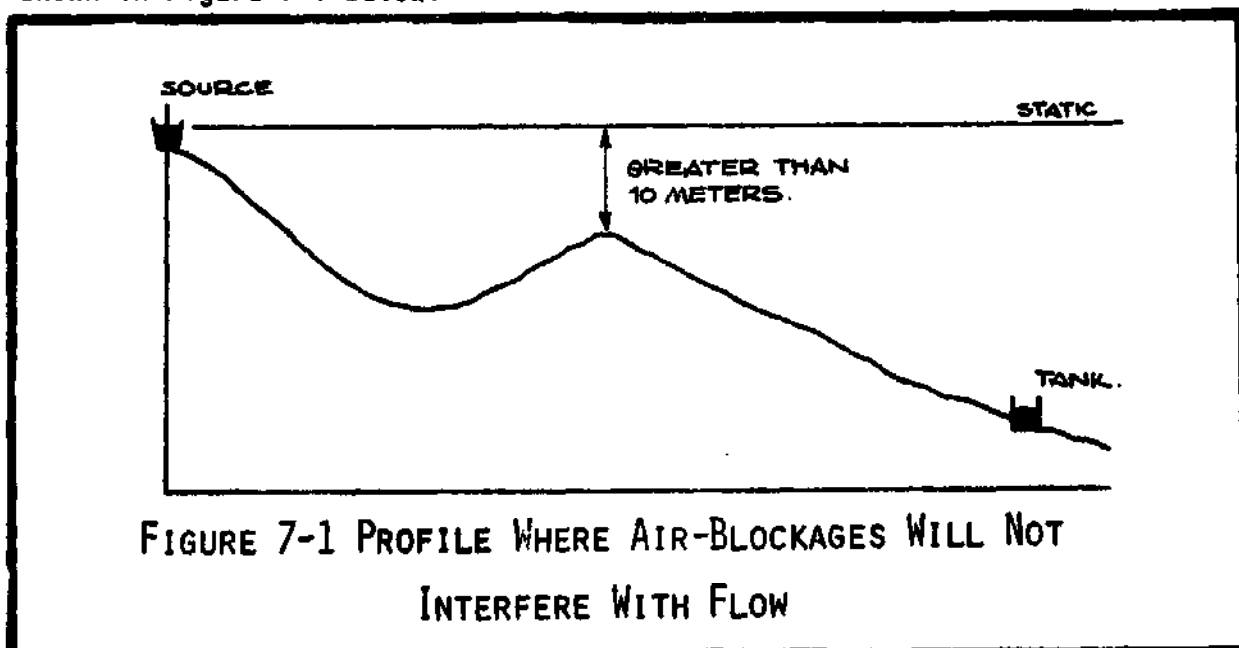 SOURCE
STATIC
GREATER THAN
10 METERS.
TANK.
FIGURE 7-1 PROFILE WHERE AIR-BLOCKAGES WILL NOT
INTERFERE WITH FLOW